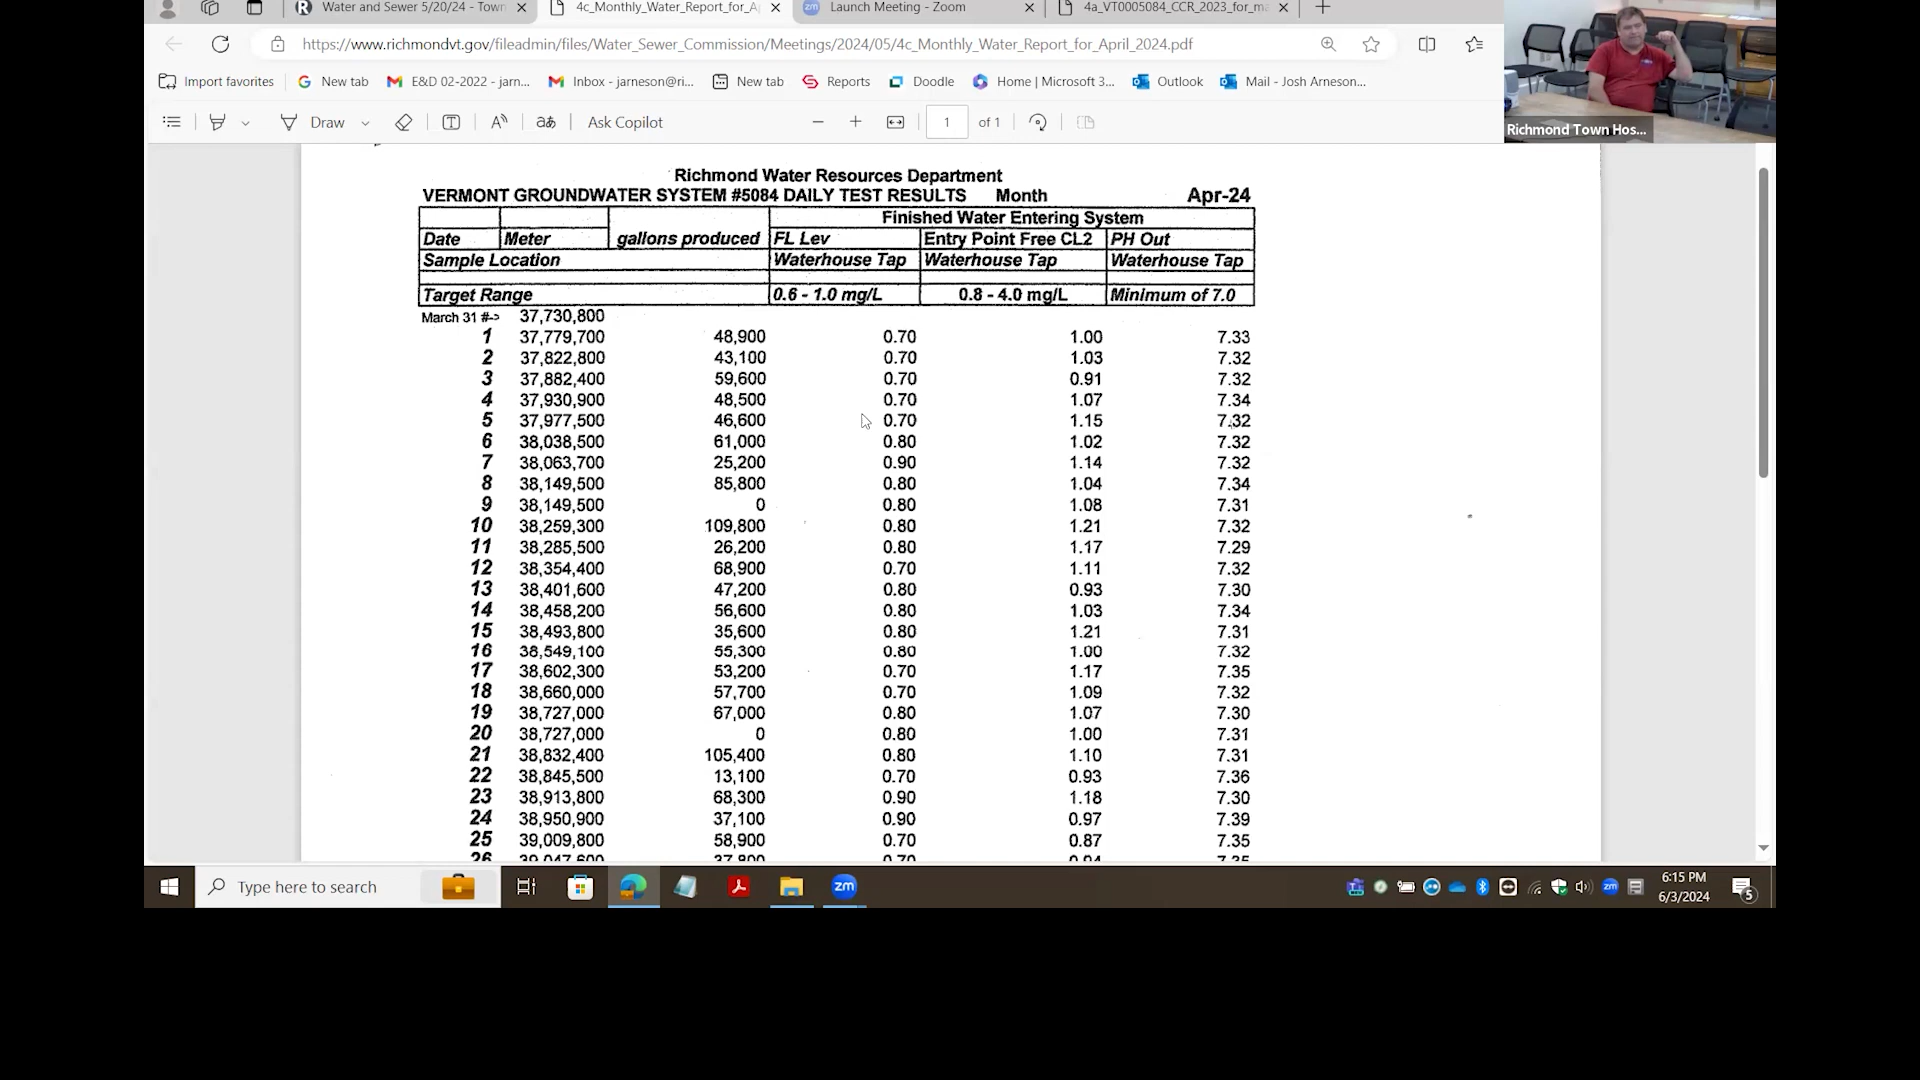 Water and Sewer 5/20/24 - Town
4c_Monthly_Water_Report_for_A
Launch Meeting - Zoom
4a_VT0005084_CCR_2023_for_ma
https://www.richmondvt.gov/fileadmin/files/Water_Sewer_Commission/Meetings/2024/05/4c_Monthly_Water_Report_for_April_2024.pdf
Import favorites New tab E&D 02-2022 - jarn... Inbox - jarneson@ri... New tab Reports Doodle Home | Microsoft 3... Outlook Mail - Josh Arneson...
Draw Ask Copilot 1 of 1
Richmond Town Hos...
Richmond Water Resources Department
VERMONT GROUNDWATER SYSTEM #5084 DAILY TEST RESULTS Month Apr-24
Finished Water Entering System
Date Meter gallons produced FL Lev Entry Point Free CL2 PH Out
Sample Location Waterhouse Tap Waterhouse Tap Waterhouse Tap
Target Range 0.6 - 1.0 mg/L 0.8 - 4.0 mg/L Minimum of 7.0
March 31 #-> 37,730,800
1 37,779,700 48,900 0.70 1.00 7.33
2 37,822,800 43,100 0.70 1.03 7.32
3 37,882,400 59,600 0.70 0.91 7.32
4 37,930,900 48,500 0.70 1.07 7.34
5 37,977,500 46,600 0.70 1.15 7.32
6 38,038,500 61,000 0.80 1.02 7.32
7 38,063,700 25,200 0.90 1.14 7.32
8 38,149,500 85,800 0.80 1.04 7.34
9 38,149,500 0 0.80 1.08 7.31
10 38,259,300 109,800 0.80 1.21 7.32
11 38,285,500 26,200 0.80 1.17 7.29
12 38,354,400 68,900 0.70 1.11 7.32
13 38,401,600 47,200 0.80 0.93 7.30
14 38,458,200 56,600 0.80 1.03 7.34
15 38,493,800 35,600 0.80 1.21 7.31
16 38,549,100 55,300 0.80 1.00 7.32
17 38,602,300 53,200 0.70 1.17 7.35
18 38,660,000 57,700 0.70 1.09 7.32
19 38,727,000 67,000 0.80 1.07 7.30
20 38,727,000 0 0.80 1.00 7.31
21 38,832,400 105,400 0.80 1.10 7.31
22 38,845,500 13,100 0.70 0.93 7.36
23 38,913,800 68,300 0.90 1.18 7.30
24 38,950,900 37,100 0.90 0.97 7.39
25 39,009,800 58,900 0.70 0.87 7.35
26 39,047,600 37,800 0.70 0.94 7.35
Type here to search
zm
6:15 PM
6/3/2024
5